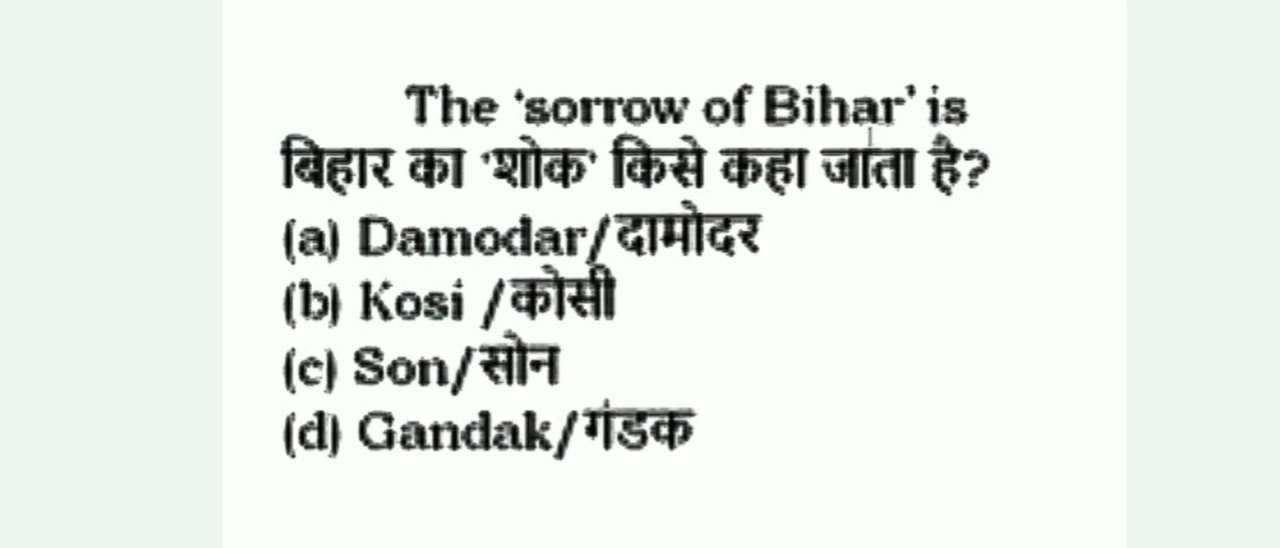 The 'sorrow of Bihar' is
बिहार का 'शोक' किसे कहा जाता है?
(a) Damodar/दामोदर
(b) Kosi /कोसी
(c) Son/सोन
(d) Gandak/गंडक